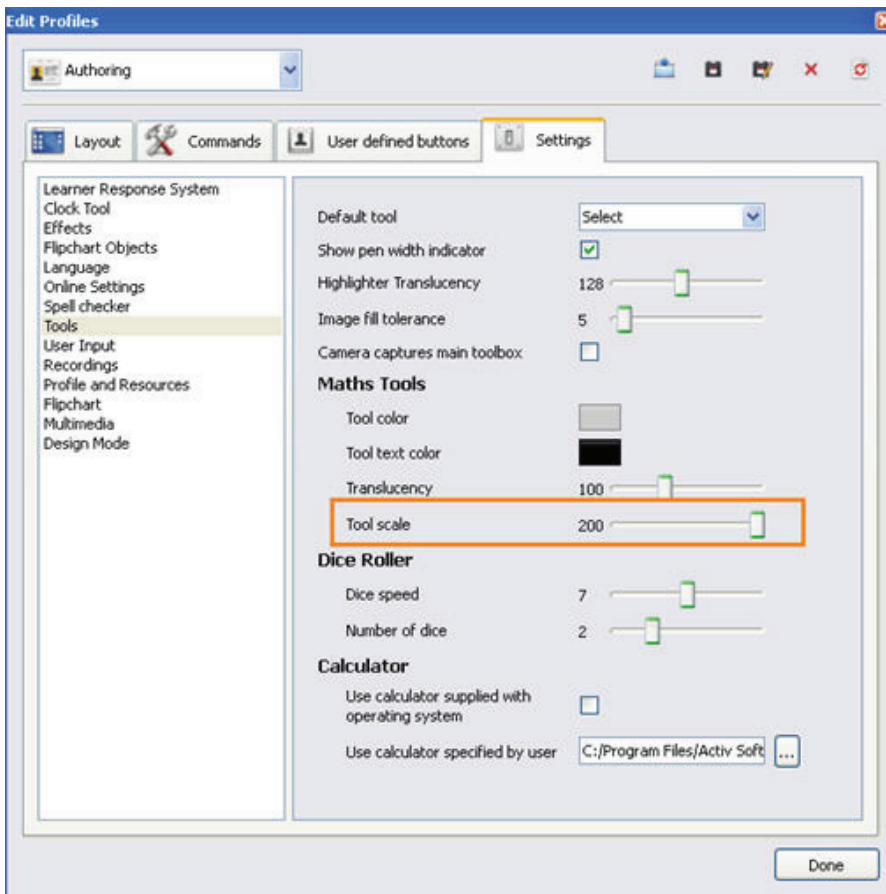 Edit Profiles
Authoring
Layout
Commands
User defined buttons
Settings
Learner Response System
Clock Tool
Effects
Flipchart Objects
Language
Online Settings
Spell checker
Tools
User Input
Recordings
Profile and Resources
Flipchart
Multimedia
Design Mode
Default tool Select
Show pen width indicator
Highlighter Translucency 128
Image fill tolerance 5
Camera captures main toolbox
Maths Tools
Tool color
Tool text color
Translucency 100
Tool scale 200
Dice Roller
Dice speed 7
Number of dice 2
Calculator
Use calculator supplied with
operating system
Use calculator specified by user C:/Program Files/Activ Soft ...
Done